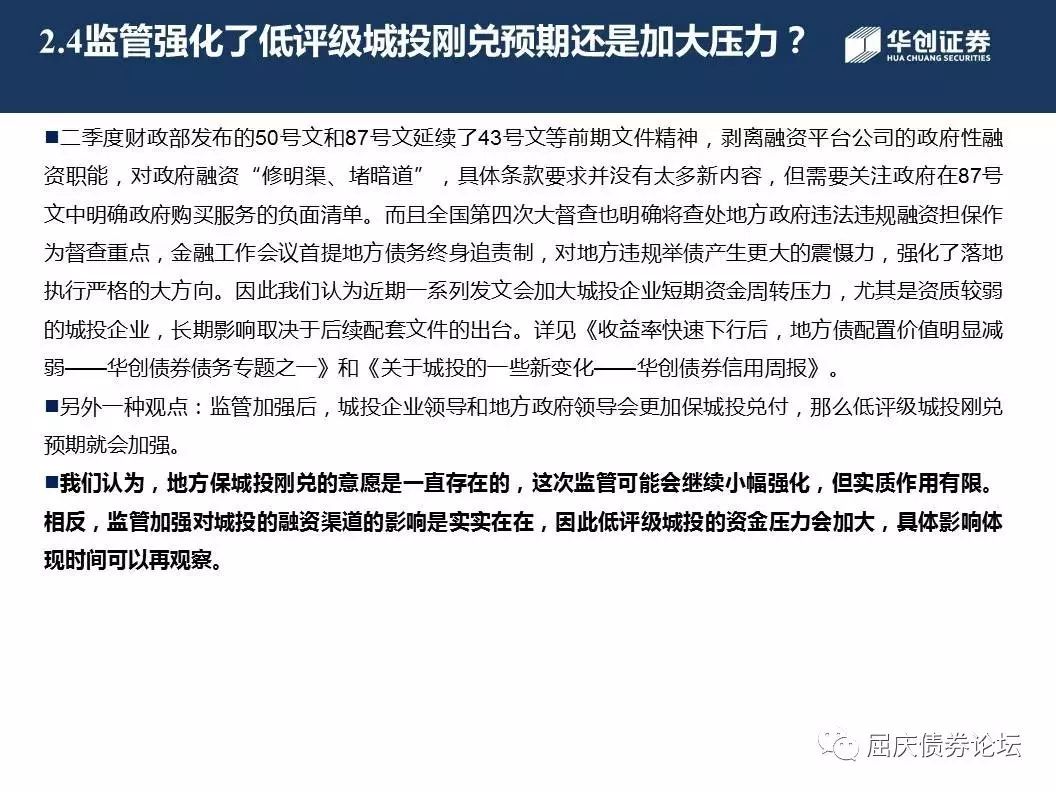 2.4监管强化了低评级城投刚兑预期还是加大压力？
华创证券
HUA CHUANG SECURITIES
■二季度财政部发布的50号文和87号文延续了43号文等前期文件精神，剥离融资平台公司的政府性融
资职能，对政府融资“修明渠、堵暗道”，具体条款要求并没有太多新内容，但需要关注政府在87号
文中明确政府购买服务的负面清单。而且全国第四次大督查也明确将查处地方政府违法违规融资担保作
为督查重点，金融工作会议首提地方债务终身追责制，对地方违规举债产生更大的震慑力，强化了落地
执行严格的大方向。因此我们认为近期一系列发文会加大城投企业短期资金周转压力，尤其是资质较弱
的城投企业，长期影响取决于后续配套文件的出台。详见《收益率快速下行后，地方债配置价值明显减
弱——华创债券债务专题之一》和《关于城投的一些新变化——华创债券信用周报》。
■另外一种观点：监管加强后，城投企业领导和地方政府领导会更加保城投兑付，那么低评级城投刚兑
预期就会加强。
■我们认为，地方保城投刚兑的意愿是一直存在的，这次监管可能会继续小幅强化，但实质作用有限。
相反，监管加强对城投的融资渠道的影响是实实在在，因此低评级城投的资金压力会加大，具体影响体
现时间可以再观察。
屈庆债券论坛